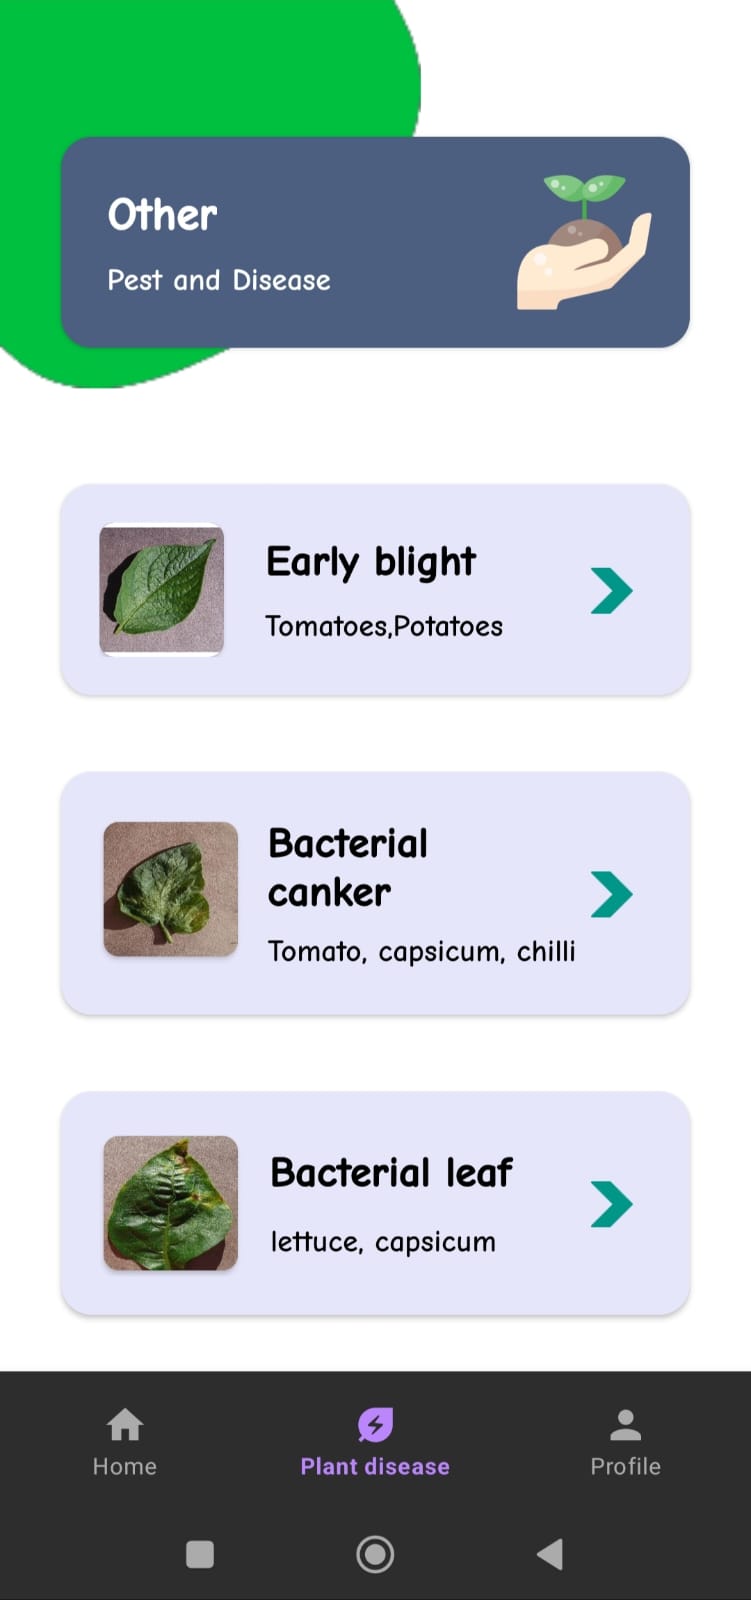 Other
Pest and Disease
Early blight
Tomatoes,Potatoes
Bacterial
canker
Tomato, capsicum, chilli
Bacterial leaf
lettuce, capsicum
Home
Plant disease
Profile